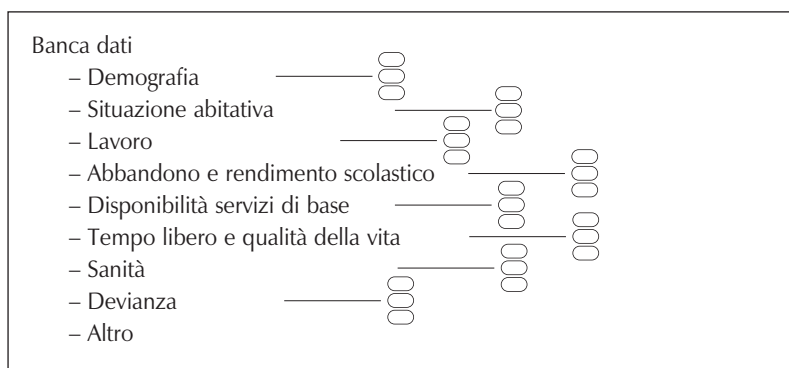 Banca dati
– Demografia
– Situazione abitativa
– Lavoro
– Abbandono e rendimento scolastico
– Disponibilità servizi di base
– Tempo libero e qualità della vita
– Sanità
– Devianza
– Altro